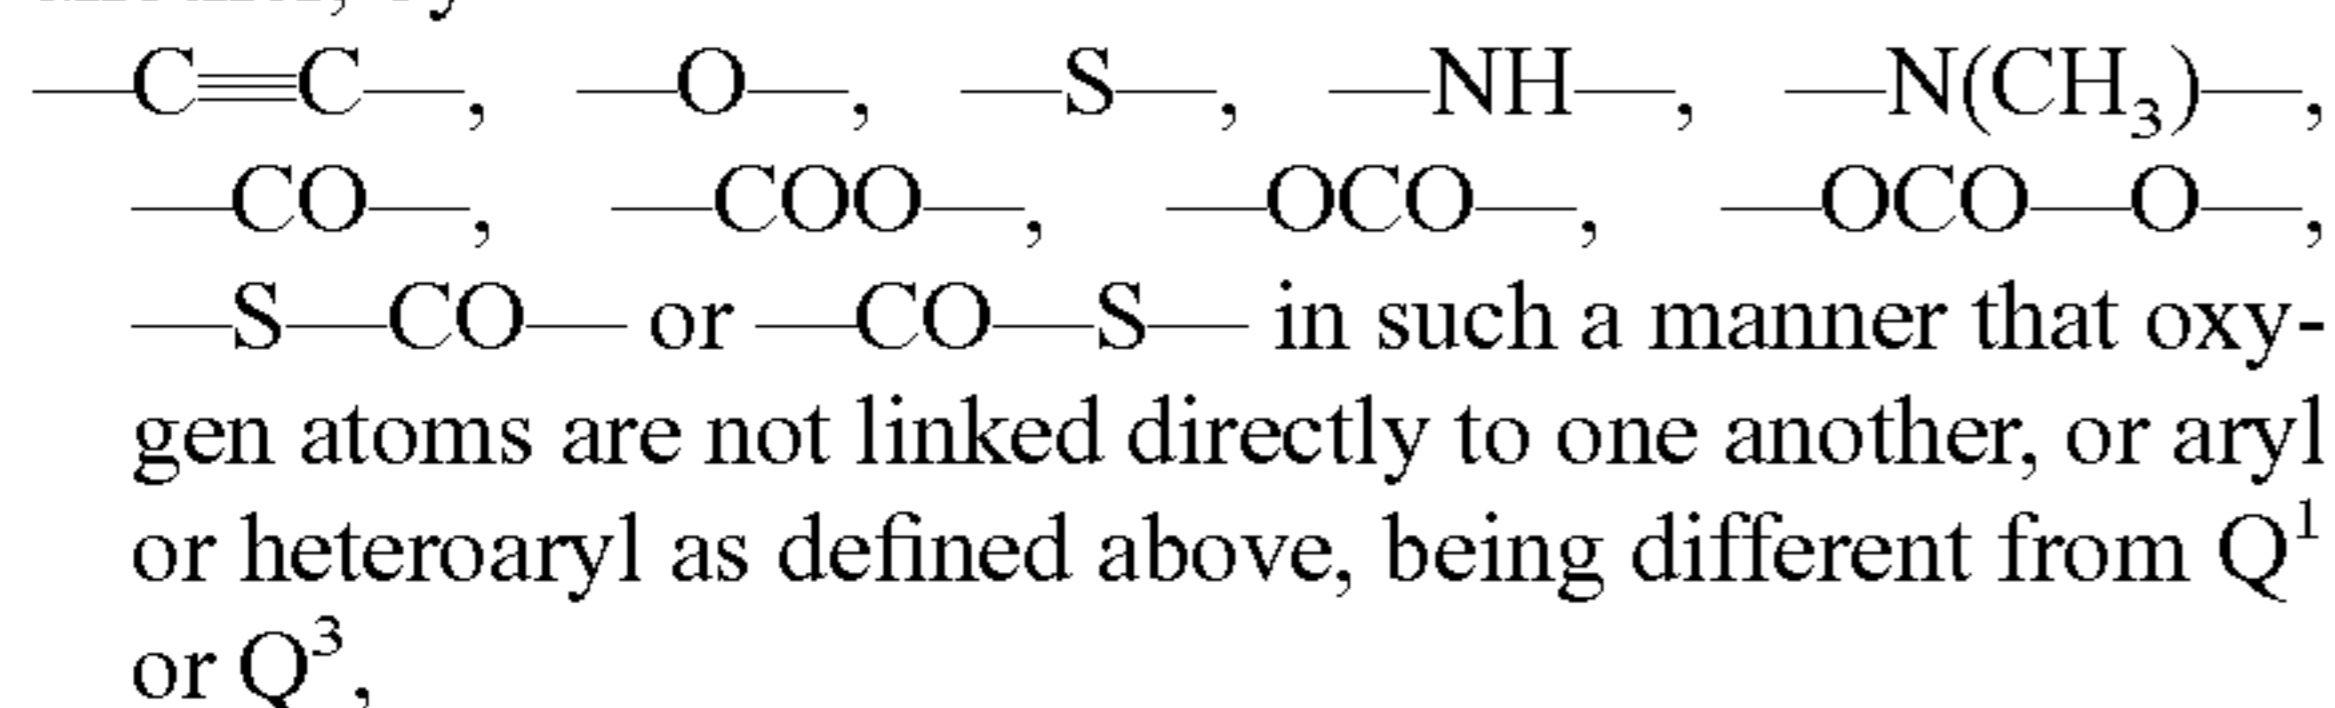 —C≡C—, —O—, —S—, —NH—, —N(CH₃)—,
—CO—, —COO—, —OCO—, —OCO—O—,
—S—CO— or —CO—S— in such a manner that oxy-
gen atoms are not linked directly to one another, or aryl
or heteroaryl as defined above, being different from Q¹
or Q³,